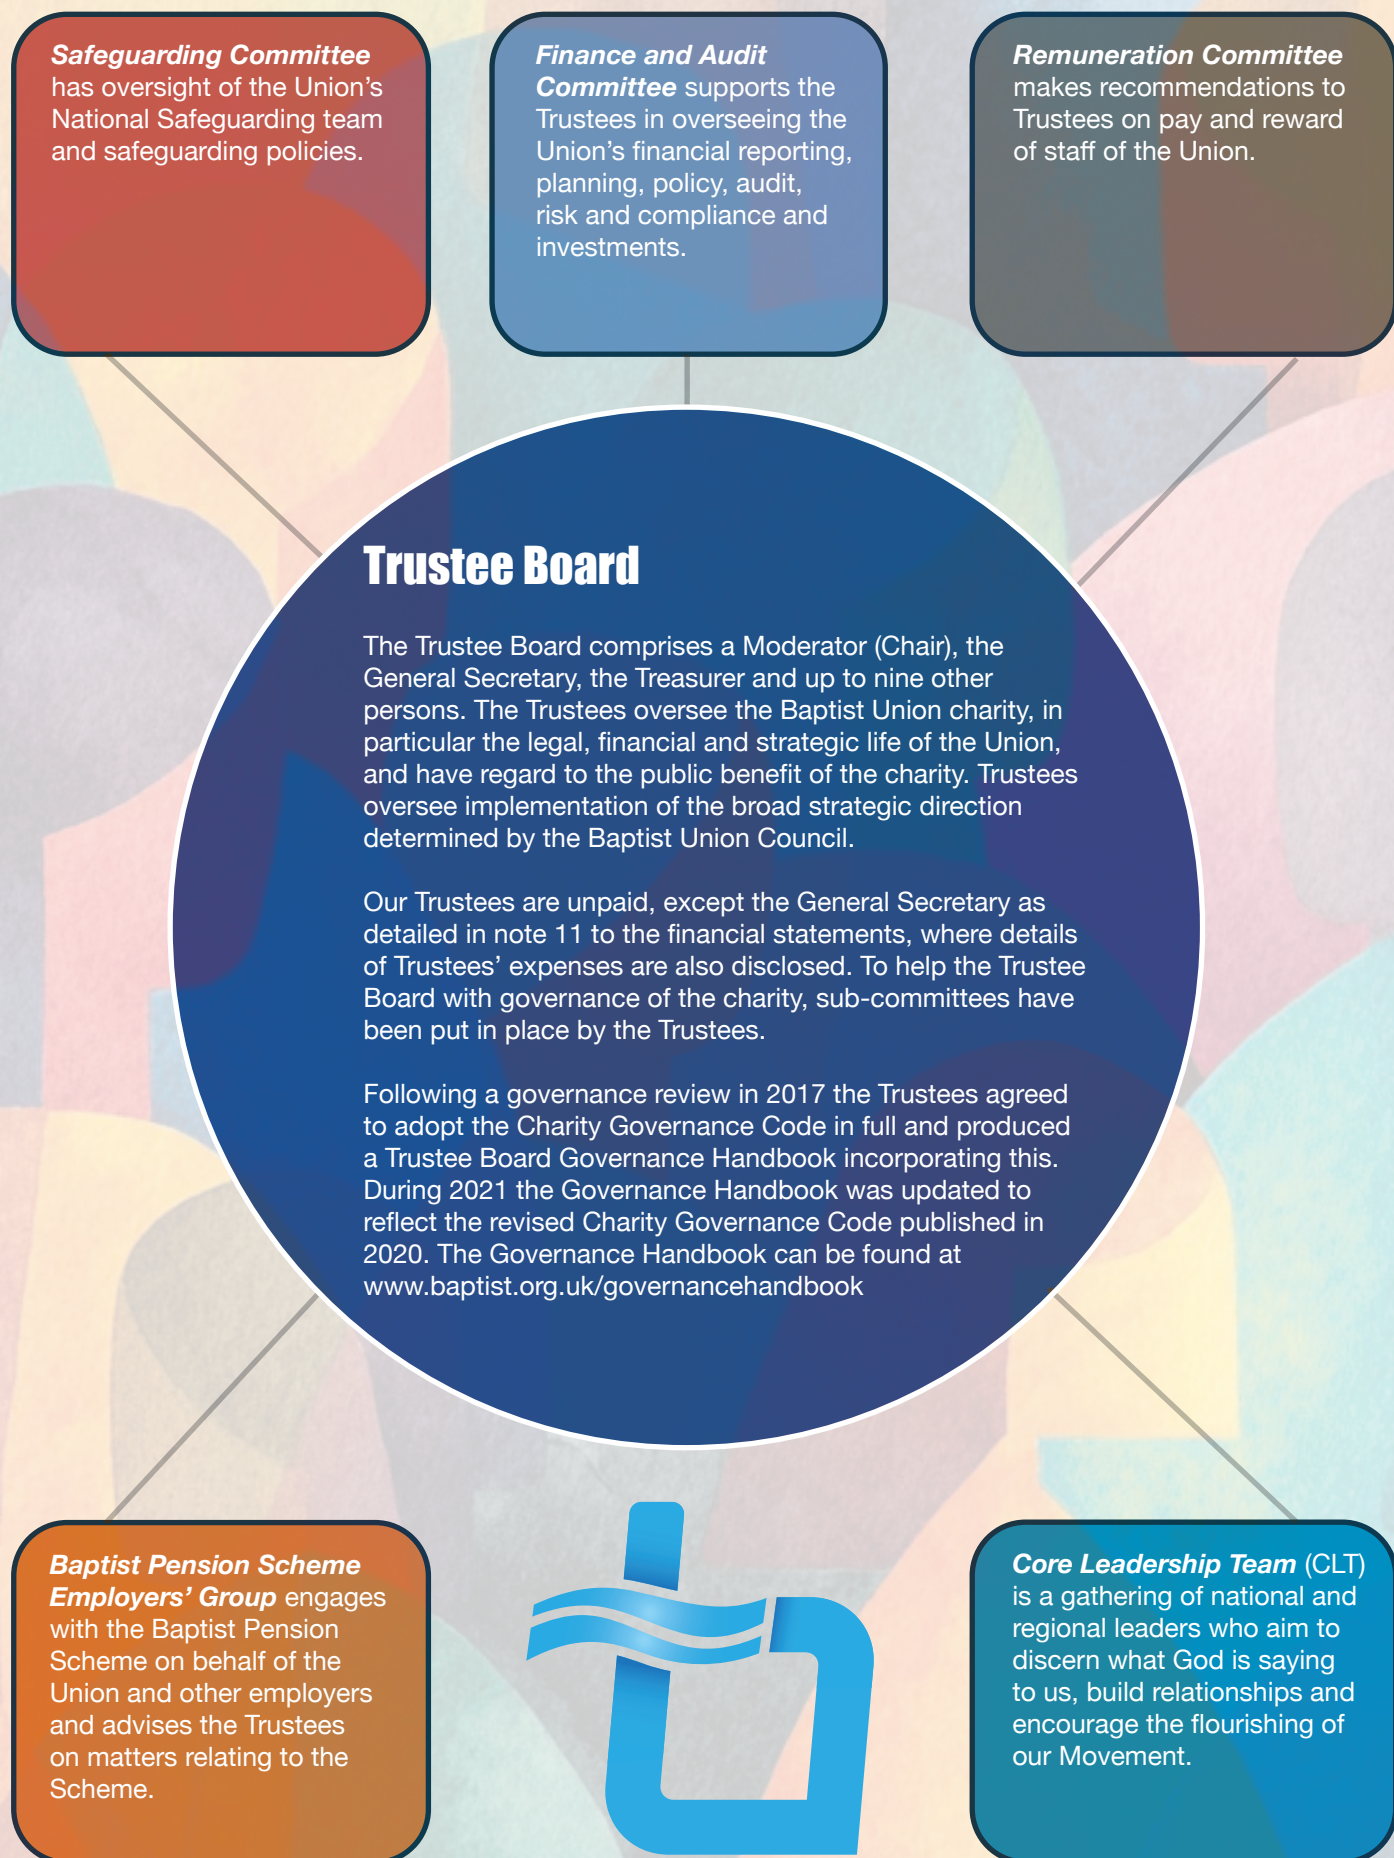 Safeguarding Committee
has oversight of the Union’s
National Safeguarding team
and safeguarding policies.
Finance and Audit
Committee supports the
Trustees in overseeing the
Union’s financial reporting,
planning, policy, audit,
risk and compliance and
investments.
Remuneration Committee
makes recommendations to
Trustees on pay and reward
of staff of the Union.
Trustee Board
The Trustee Board comprises a Moderator (Chair), the
General Secretary, the Treasurer and up to nine other
persons. The Trustees oversee the Baptist Union charity, in
particular the legal, financial and strategic life of the Union,
and have regard to the public benefit of the charity. Trustees
oversee implementation of the broad strategic direction
determined by the Baptist Union Council.
Our Trustees are unpaid, except the General Secretary as
detailed in note 11 to the financial statements, where details
of Trustees’ expenses are also disclosed. To help the Trustee
Board with governance of the charity, sub-committees have
been put in place by the Trustees.
Following a governance review in 2017 the Trustees agreed
to adopt the Charity Governance Code in full and produced
a Trustee Board Governance Handbook incorporating this.
During 2021 the Governance Handbook was updated to
reflect the revised Charity Governance Code published in
2020. The Governance Handbook can be found at
www.baptist.org.uk/governancehandbook
Baptist Pension Scheme
Employers’ Group engages
with the Baptist Pension
Scheme on behalf of the
Union and other employers
and advises the Trustees
on matters relating to the
Scheme.
Core Leadership Team (CLT)
is a gathering of national and
regional leaders who aim to
discern what God is saying
to us, build relationships and
encourage the flourishing of
our Movement.